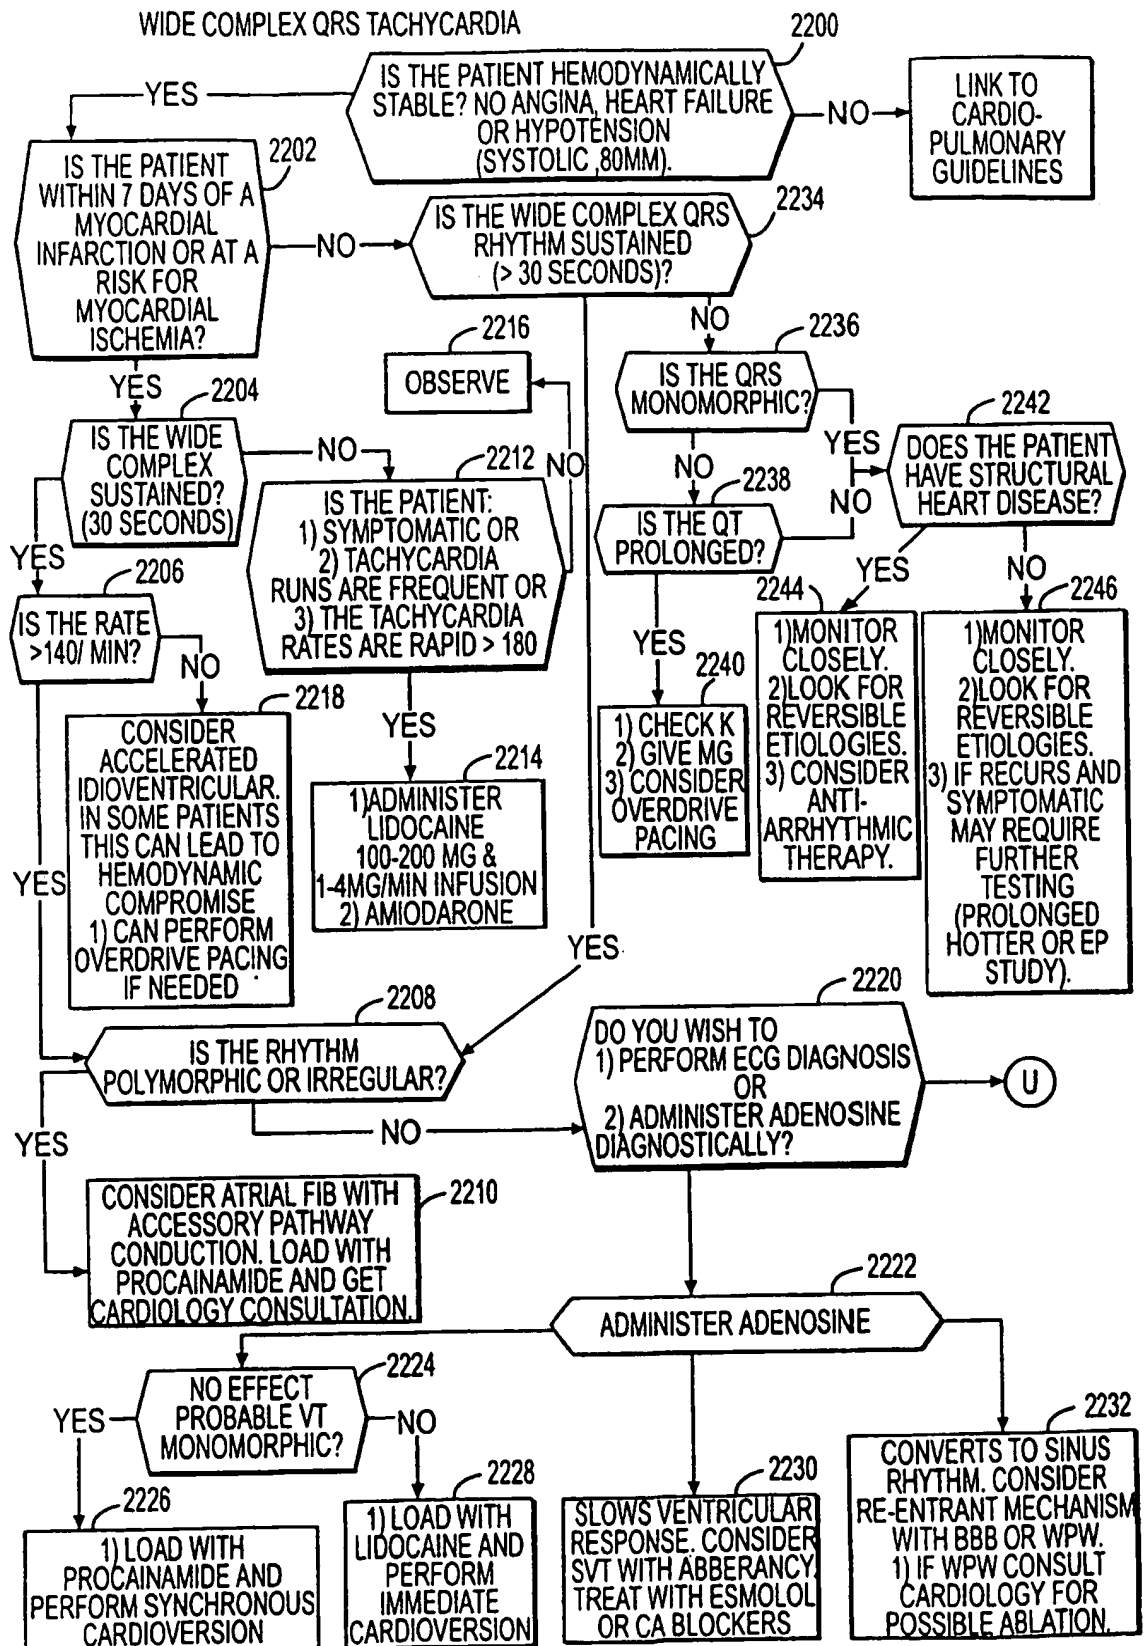 WIDE COMPLEX QRS TACHYCARDIA
2200
IS THE PATIENT HEMODYNAMICALLY
STABLE? NO ANGINA, HEART FAILURE
OR HYPOTENSION
(SYSTOLIC ,80MM).
YES
NO
LINK TO
CARDIO-
PULMONARY
GUIDELINES
2202
IS THE PATIENT
WITHIN 7 DAYS OF A
MYOCARDIAL
INFARCTION OR AT A
RISK FOR
MYOCARDIAL
ISCHEMIA?
NO
2234
IS THE WIDE COMPLEX QRS
RHYTHM SUSTAINED
(> 30 SECONDS)?
NO
YES
2216
OBSERVE
2236
IS THE QRS
MONOMORPHIC?
YES
NO
2204
IS THE WIDE
COMPLEX
SUSTAINED?
(30 SECONDS)
NO
YES
2212
IS THE PATIENT:
1) SYMPTOMATIC OR
2) TACHYCARDIA
RUNS ARE FREQUENT OR
3) THE TACHYCARDIA
RATES ARE RAPID > 180
NO
YES
2238
IS THE QT
PROLONGED?
NO
YES
2242
DOES THE PATIENT
HAVE STRUCTURAL
HEART DISEASE?
YES
NO
2206
IS THE RATE
>140/ MIN?
NO
YES
2218
CONSIDER
ACCELERATED
IDIOVENTRICULAR.
IN SOME PATIENTS
THIS CAN LEAD TO
HEMODYNAMIC
COMPROMISE
1) CAN PERFORM
OVERDRIVE PACING
IF NEEDED
2214
1)ADMINISTER
LIDOCAINE
100-200 MG &
1-4MG/MIN INFUSION
2) AMIODARONE
2240
1) CHECK K
2) GIVE MG
3) CONSIDER
OVERDRIVE
PACING
2244
1)MONITOR
CLOSELY.
2)LOOK FOR
REVERSIBLE
ETIOLOGIES.
3) CONSIDER
ANTI-
ARRHYTHMIC
THERAPY.
2246
1)MONITOR
CLOSELY.
2)LOOK FOR
REVERSIBLE
ETIOLOGIES.
3) IF RECURS AND
SYMPTOMATIC
MAY REQUIRE
FURTHER
TESTING
(PROLONGED
HOTTER OR EP
STUDY).
YES
2208
IS THE RHYTHM
POLYMORPHIC OR IRREGULAR?
YES
NO
2220
DO YOU WISH TO
1) PERFORM ECG DIAGNOSIS
OR
2) ADMINISTER ADENOSINE
DIAGNOSTICALLY?
U
2210
CONSIDER ATRIAL FIB WITH
ACCESSORY PATHWAY
CONDUCTION. LOAD WITH
PROCAINAMIDE AND GET
CARDIOLOGY CONSULTATION.
2222
ADMINISTER ADENOSINE
2224
NO EFFECT
PROBABLE VT
MONOMORPHIC?
YES
NO
2226
1) LOAD WITH
PROCAINAMIDE AND
PERFORM SYNCHRONOUS
CARDIOVERSION
2228
1) LOAD WITH
LIDOCAINE AND
PERFORM
IMMEDIATE
CARDIOVERSION
2230
SLOWS VENTRICULAR
RESPONSE. CONSIDER
SVT WITH ABBERANCY.
TREAT WITH ESMOLOL
OR CA BLOCKERS
2232
CONVERTS TO SINUS
RHYTHM. CONSIDER
RE-ENTRANT MECHANISM
WITH BBB OR WPW.
1) IF WPW CONSULT
CARDIOLOGY FOR
POSSIBLE ABLATION.